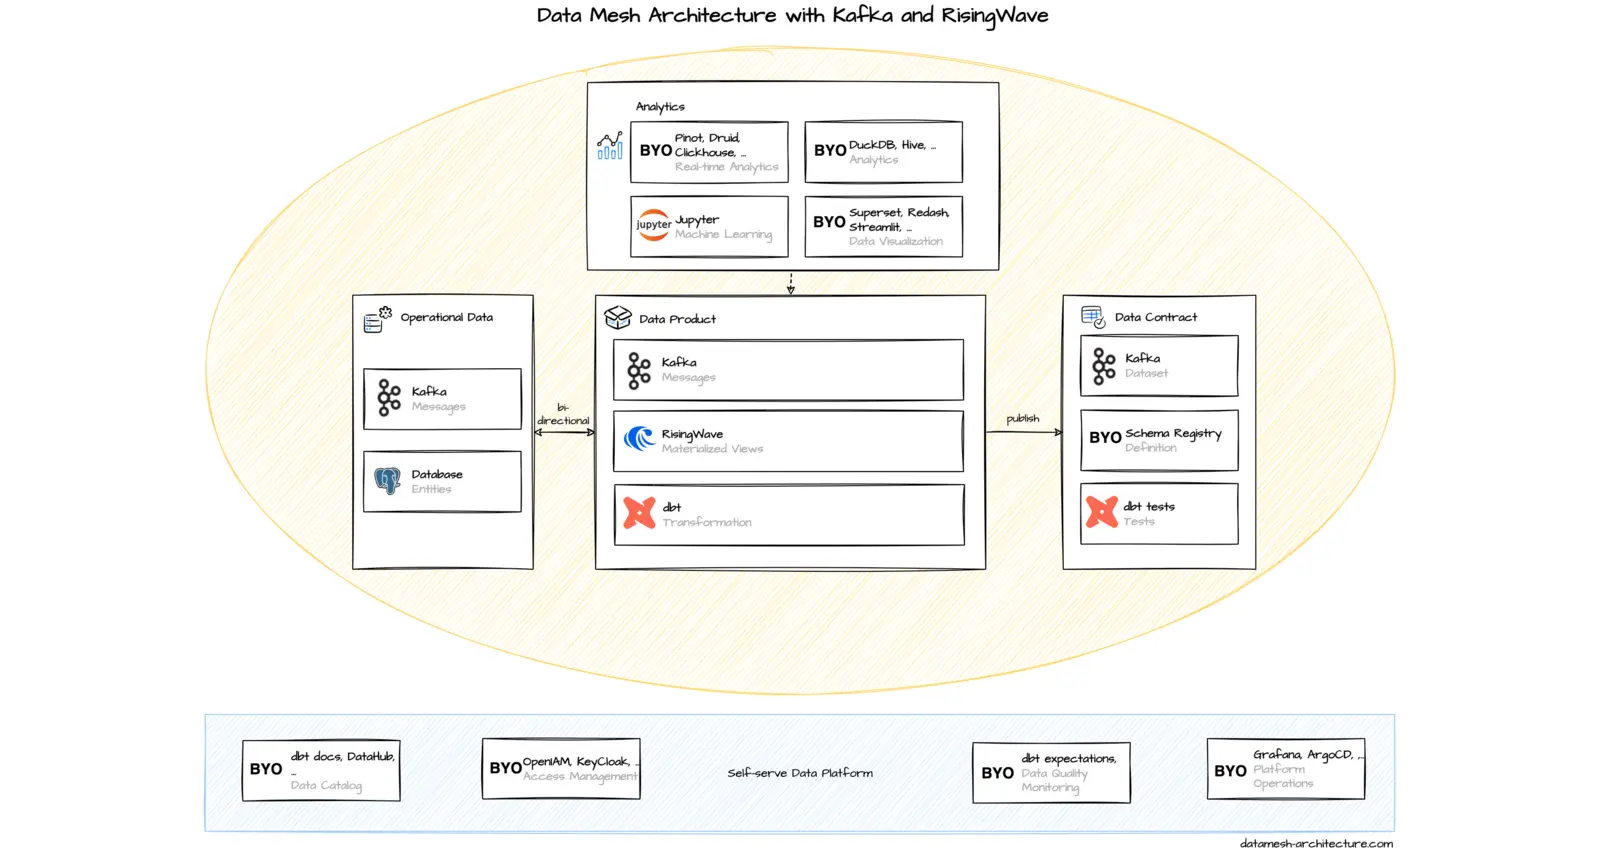 Data Mesh Architecture with Kafka and RisingWave
Analytics
BYO
Pinot, Druid,
Clickhouse, ...
Real-time Analytics
BYO
DuckDB, Hive, ...
Analytics
jupyter
Jupyter
Machine Learning
BYO
Superset, Redash,
Streamlit, ...
Data Visualization
Operational Data
Kafka
Messages
Database
Entities
bi-
directional
Data Product
Kafka
Messages
RisingWave
Materialized Views
dbt
Transformation
publish
Data Contract
Kafka
Dataset
BYO
Schema Registry
Definition
dbt tests
Tests
BYO
dbt docs, DataHub,
...
Data Catalog
BYO
OpenIAM, KeyCloak, ...
Access Management
Self-serve Data Platform
BYO
dbt expectations,
Data Quality
Monitoring
BYO
Grafana, ArgoCD, ,...
Platform
Operations
datamesh-architecture.com